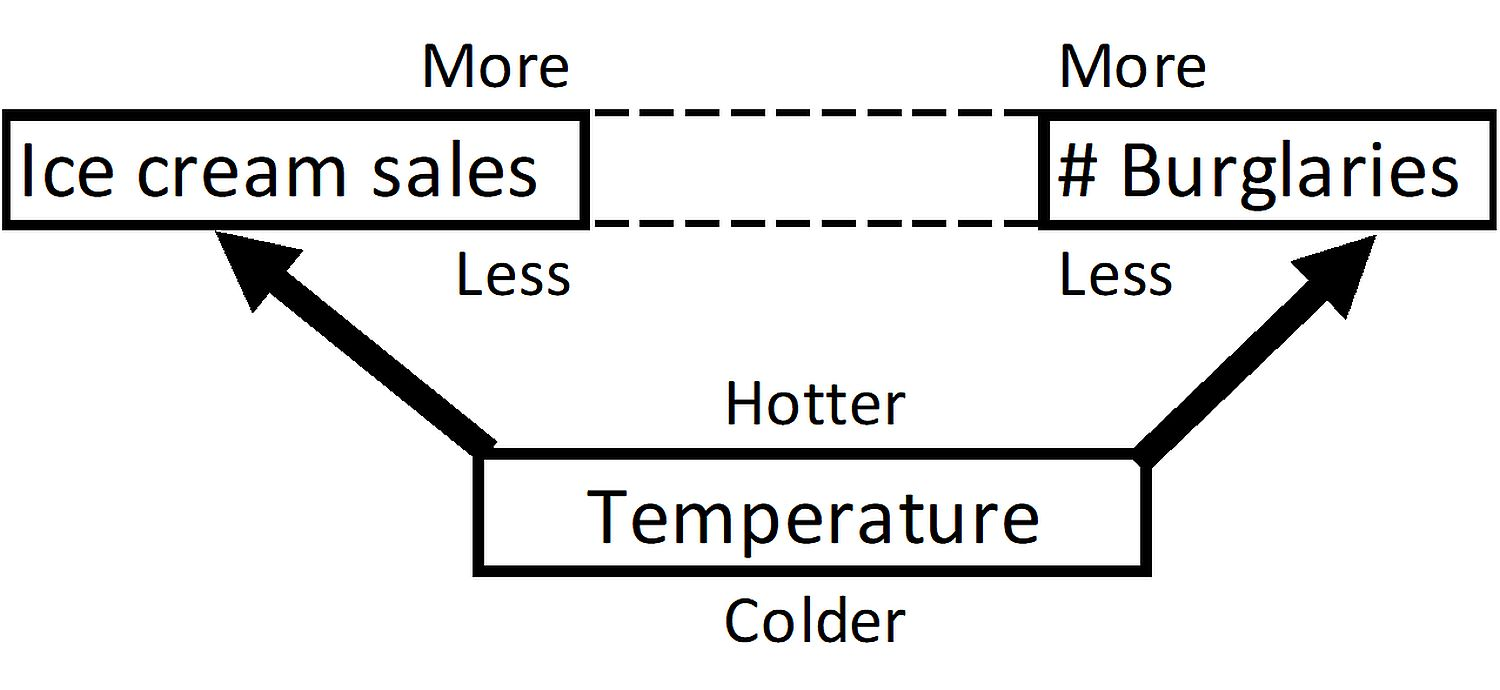 More
More
Ice cream sales
# Burglaries
Less
Less
Hotter
Temperature
Colder